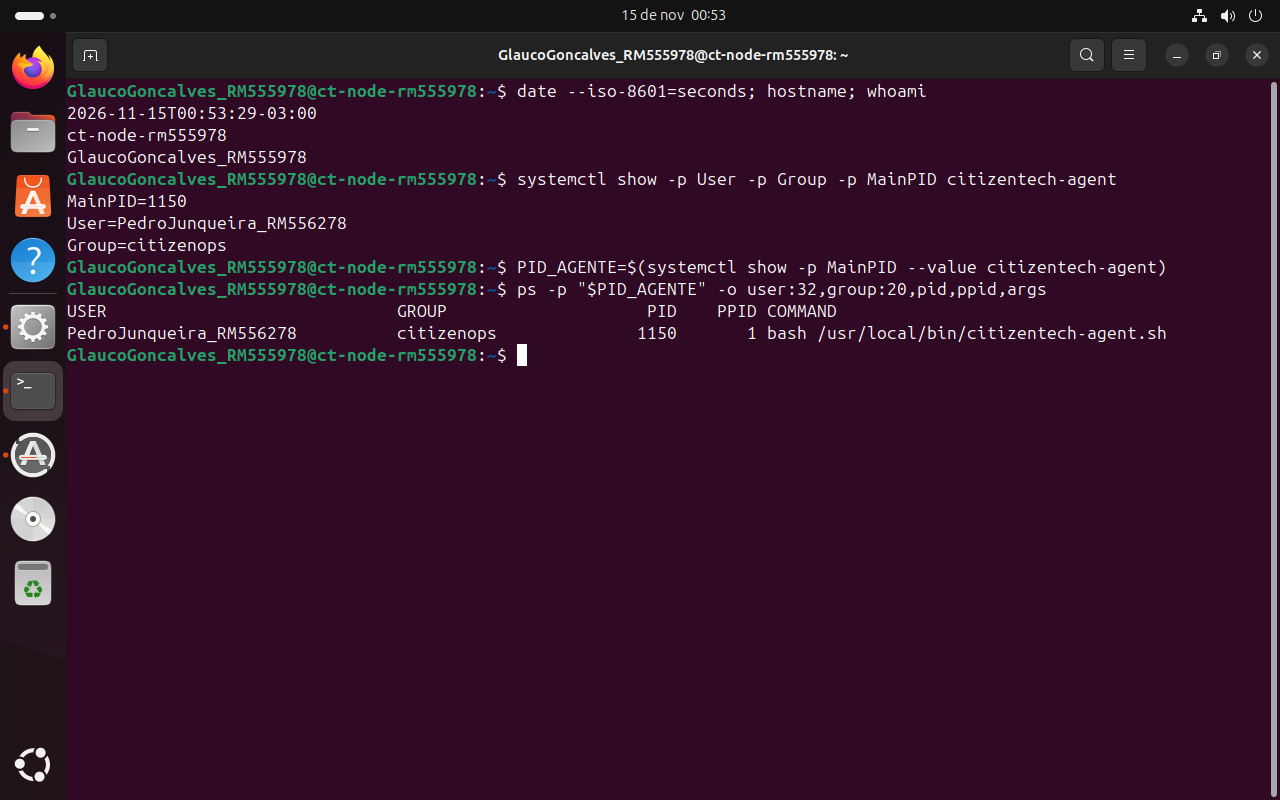 15 de nov 00:53
GlaucoGoncalves_RM555978@ct-node-rm555978: ~
GlaucoGoncalves_RM555978@ct-node-rm555978:~$ date --iso-8601=seconds; hostname; whoami
2026-11-15T00:53:29-03:00
ct-node-rm555978
GlaucoGoncalves_RM555978
GlaucoGoncalves_RM555978@ct-node-rm555978:~$ systemctl show -p User -p Group -p MainPID citizentech-agent
MainPID=1150
User=PedroJunqueira_RM556278
Group=citizenops
GlaucoGoncalves_RM555978@ct-node-rm555978:~$ PID_AGENTE=$(systemctl show -p MainPID --value citizentech-agent)
GlaucoGoncalves_RM555978@ct-node-rm555978:~$ ps -p "$PID_AGENTE" -o user:32,group:20,pid,ppid,args
USER GROUP PID PPID COMMAND
PedroJunqueira_RM556278 citizenops 1150 1 bash /usr/local/bin/citizentech-agent.sh
GlaucoGoncalves_RM555978@ct-node-rm555978:~$